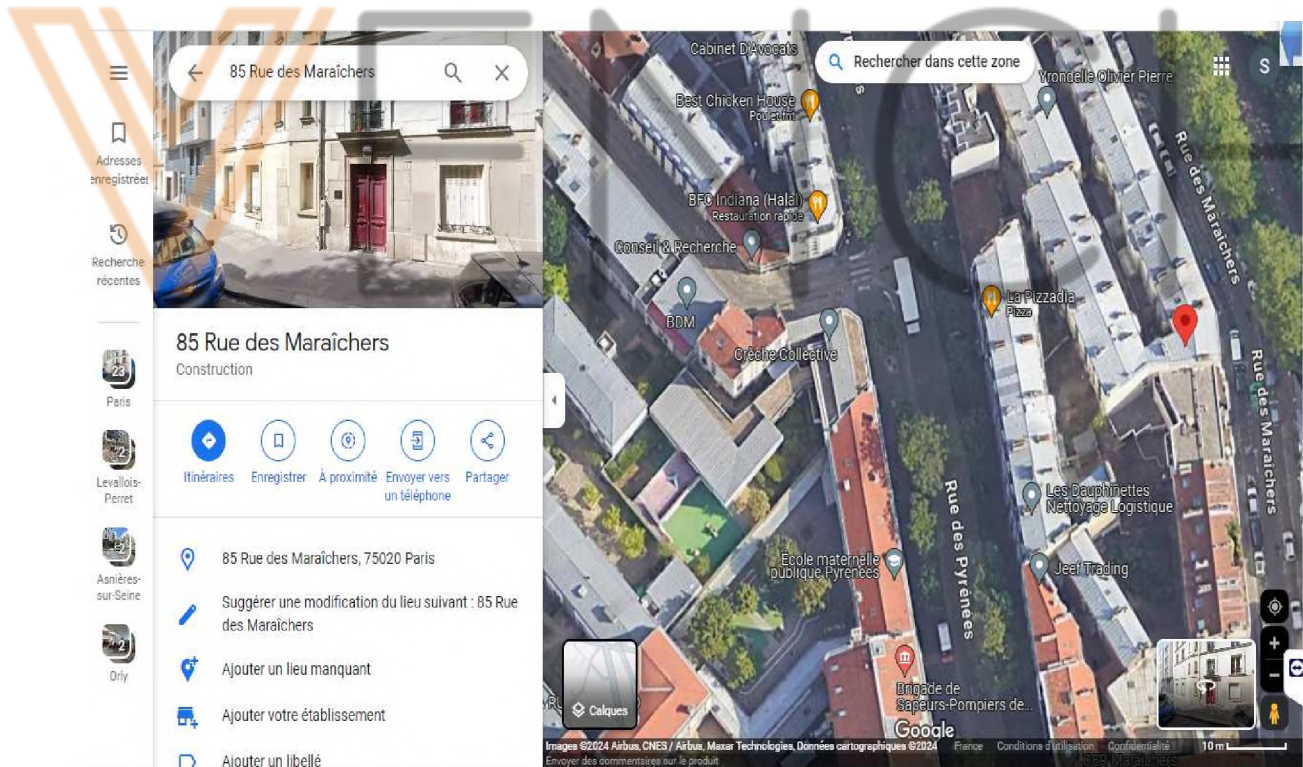 85 Rue des Maraîchers
Adresses
enregistrées
Recherche
récentes
23
Paris
2
Levallois-
Perret
2
Asnières-
sur-Seine
2
Orly
85 Rue des Maraîchers
Construction
Itinéraires
Enregistrer
À proximité
Envoyer vers
un téléphone
Partager
85 Rue des Maraîchers, 75020 Paris
Suggérer une modification du lieu suivant : 85 Rue
des Maraîchers
Ajouter un lieu manquant
Ajouter votre établissement
Ajouter un libellé
Rechercher dans cette zone
S
Cabinet D'Avocats
Yrondelle Olivier Pierre
Best Chicken House
Poulet frit
Rue des Maraîchers
BFC Indiana (Halal)
Restauration rapide
Conseil & Recherche
La Pizzadia
Pizza
BDM
Crèche Collective
Rue des Maraîchers
Rue des Pyrénées
Les Dauphinettes
Nettoyage Logistique
École maternelle
publique Pyrénées
Jeef Trading
Brigade de
Sapeurs-Pompiers de...
Calques
Google
Images ©2024 Airbus, CNES / Airbus, Maxar Technologies, Données cartographiques ©2024
France
Conditions d'utilisation
Confidentialité
10 m
Envoyer des commentaires sur le produit